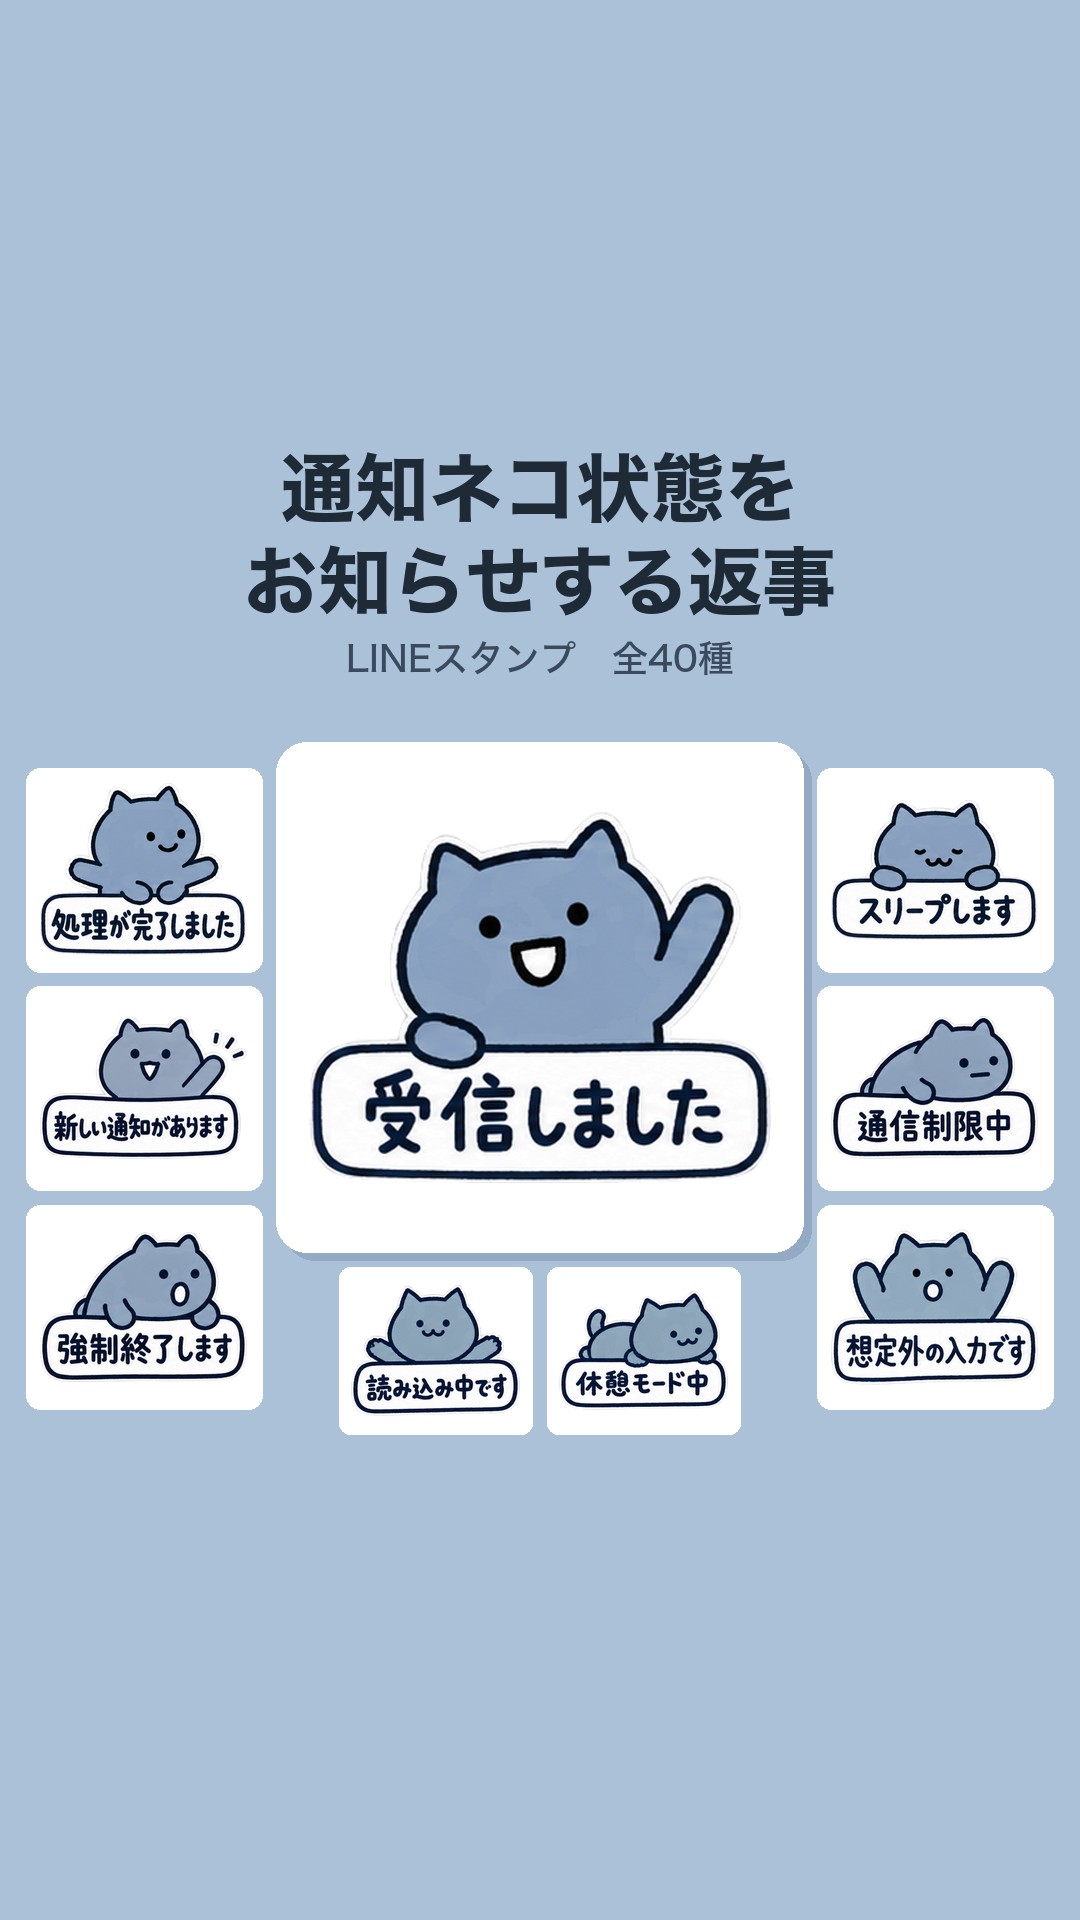 通知ネコ状態を
お知らせする返事
LINEスタンプ　全40種
処理が完了しました
新しい通知があります
強制終了します
受信しました
読み込み中です
休憩モード中
スリープします
通信制限中
想定外の入力です